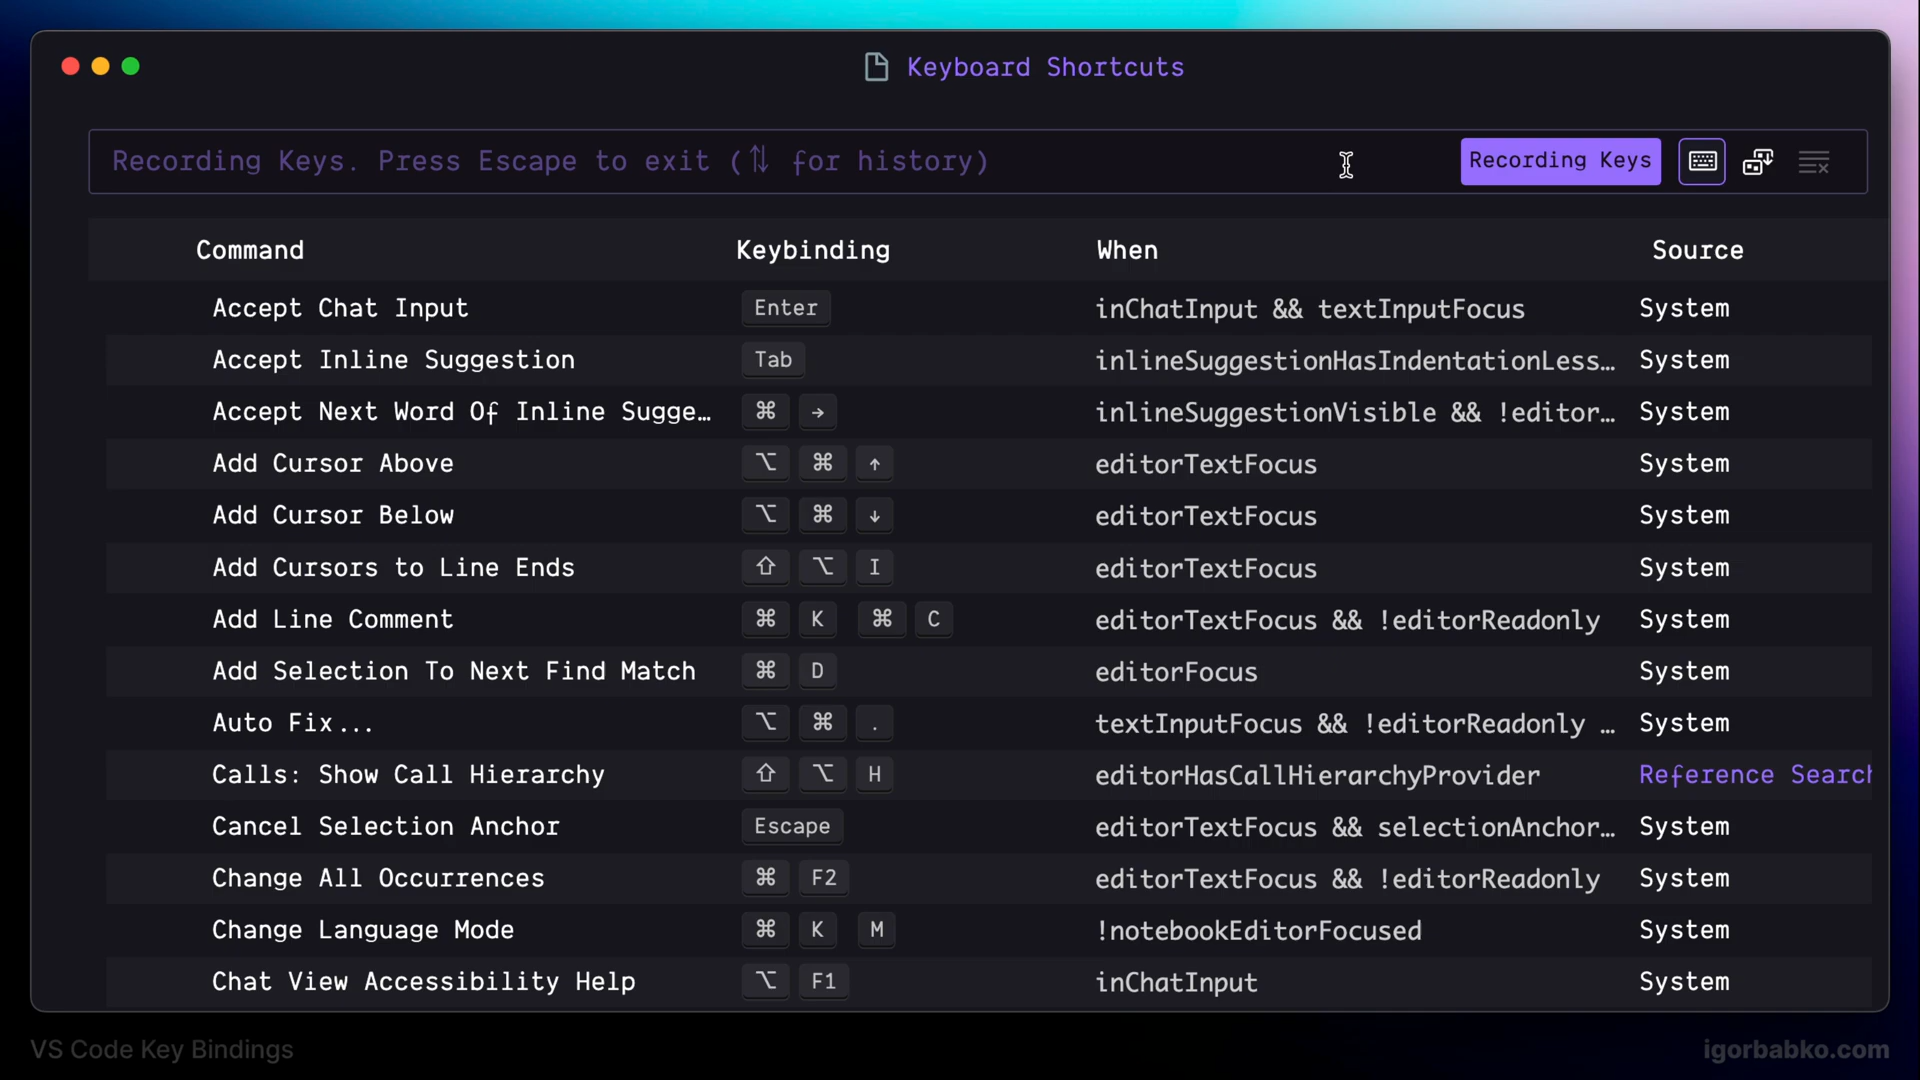 Keyboard Shortcuts
Recording Keys. Press Escape to exit (⇅ for history)
Recording Keys
Command Keybinding When Source
Accept Chat Input Enter inChatInput && textInputFocus System
Accept Inline Suggestion Tab inlineSuggestionHasIndentationLess… System
Accept Next Word Of Inline Sugge… ⌘ → inlineSuggestionVisible && !editor… System
Add Cursor Above ⌥ ⌘ ↑ editorTextFocus System
Add Cursor Below ⌥ ⌘ ↓ editorTextFocus System
Add Cursors to Line Ends ⇧ ⌥ I editorTextFocus System
Add Line Comment ⌘ K ⌘ C editorTextFocus && !editorReadonly System
Add Selection To Next Find Match ⌘ D editorFocus System
Auto Fix... ⌥ ⌘ . textInputFocus && !editorReadonly … System
Calls: Show Call Hierarchy ⇧ ⌥ H editorHasCallHierarchyProvider Reference Search
Cancel Selection Anchor Escape editorTextFocus && selectionAnchor… System
Change All Occurrences ⌘ F2 editorTextFocus && !editorReadonly System
Change Language Mode ⌘ K M !notebookEditorFocused System
Chat View Accessibility Help ⌥ F1 inChatInput System
VS Code Key Bindings
igorbabko.com